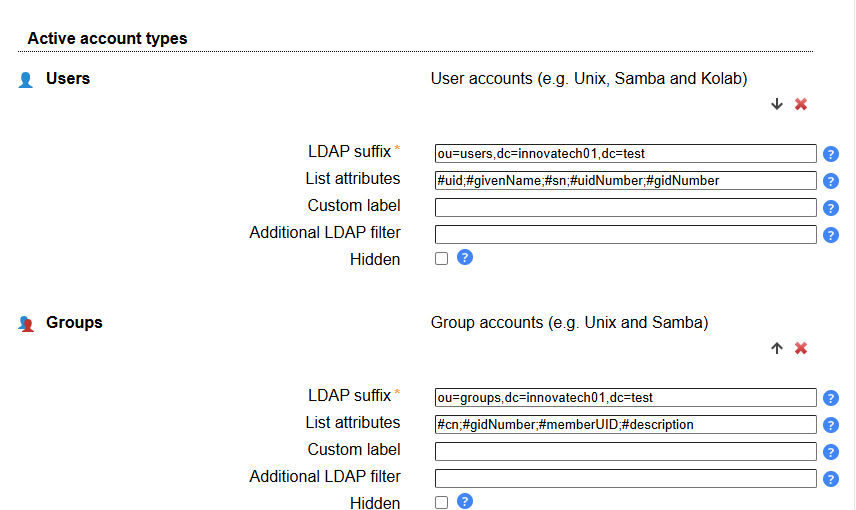 Active account types
Users User accounts (e.g. Unix, Samba and Kolab)
LDAP suffix * ou=users,dc=innovatech01,dc=test ?
List attributes #uid;#givenName;#sn;#uidNumber;#gidNumber ?
Custom label ?
Additional LDAP filter ?
Hidden ?
Groups Group accounts (e.g. Unix and Samba)
LDAP suffix * ou=groups,dc=innovatech01,dc=test ?
List attributes #cn;#gidNumber;#memberUID;#description ?
Custom label ?
Additional LDAP filter ?
Hidden ?